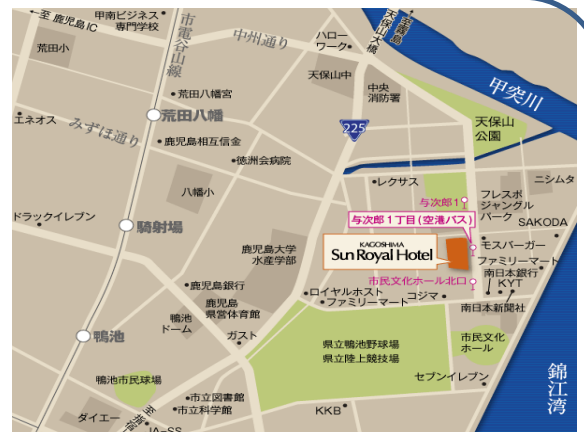 ←至 鹿児島IC
甲南ビジネス
専門学校
市電谷山線
中州通り
ハロー
ワーク
天保山大橋
至霧島
荒田小
天保山中
中央
消防署
甲突川
荒田八幡宮
荒田八幡
225
天保山
公園
エネオス
みずほ通り
鹿児島相互信金
徳洲会病院
八幡小
レクサス
与次郎1
フレスポ
ジャングル
パーク
ニシムタ
ドラックイレブン
騎射場
与次郎1丁目(空港バス)
SAKODA
鹿児島大学
水産学部
KAGOSHIMA
Sun Royal Hotel
モスバーガー
ファミリーマート
市民文化ホール北口
南日本銀行
KYT
鹿児島銀行
ロイヤルホスト
コジマ
ファミリーマート
南日本新聞社
鹿児島
県営体育館
鴨池
ドーム
ガスト
鴨池
県立鴨池野球場
県立陸上競技場
市民文化
ホール
錦江湾
鴨池市民球場
セブンイレブン
市立図書館
市立科学館
ダイエー
至指宿
JA-SS
KKB